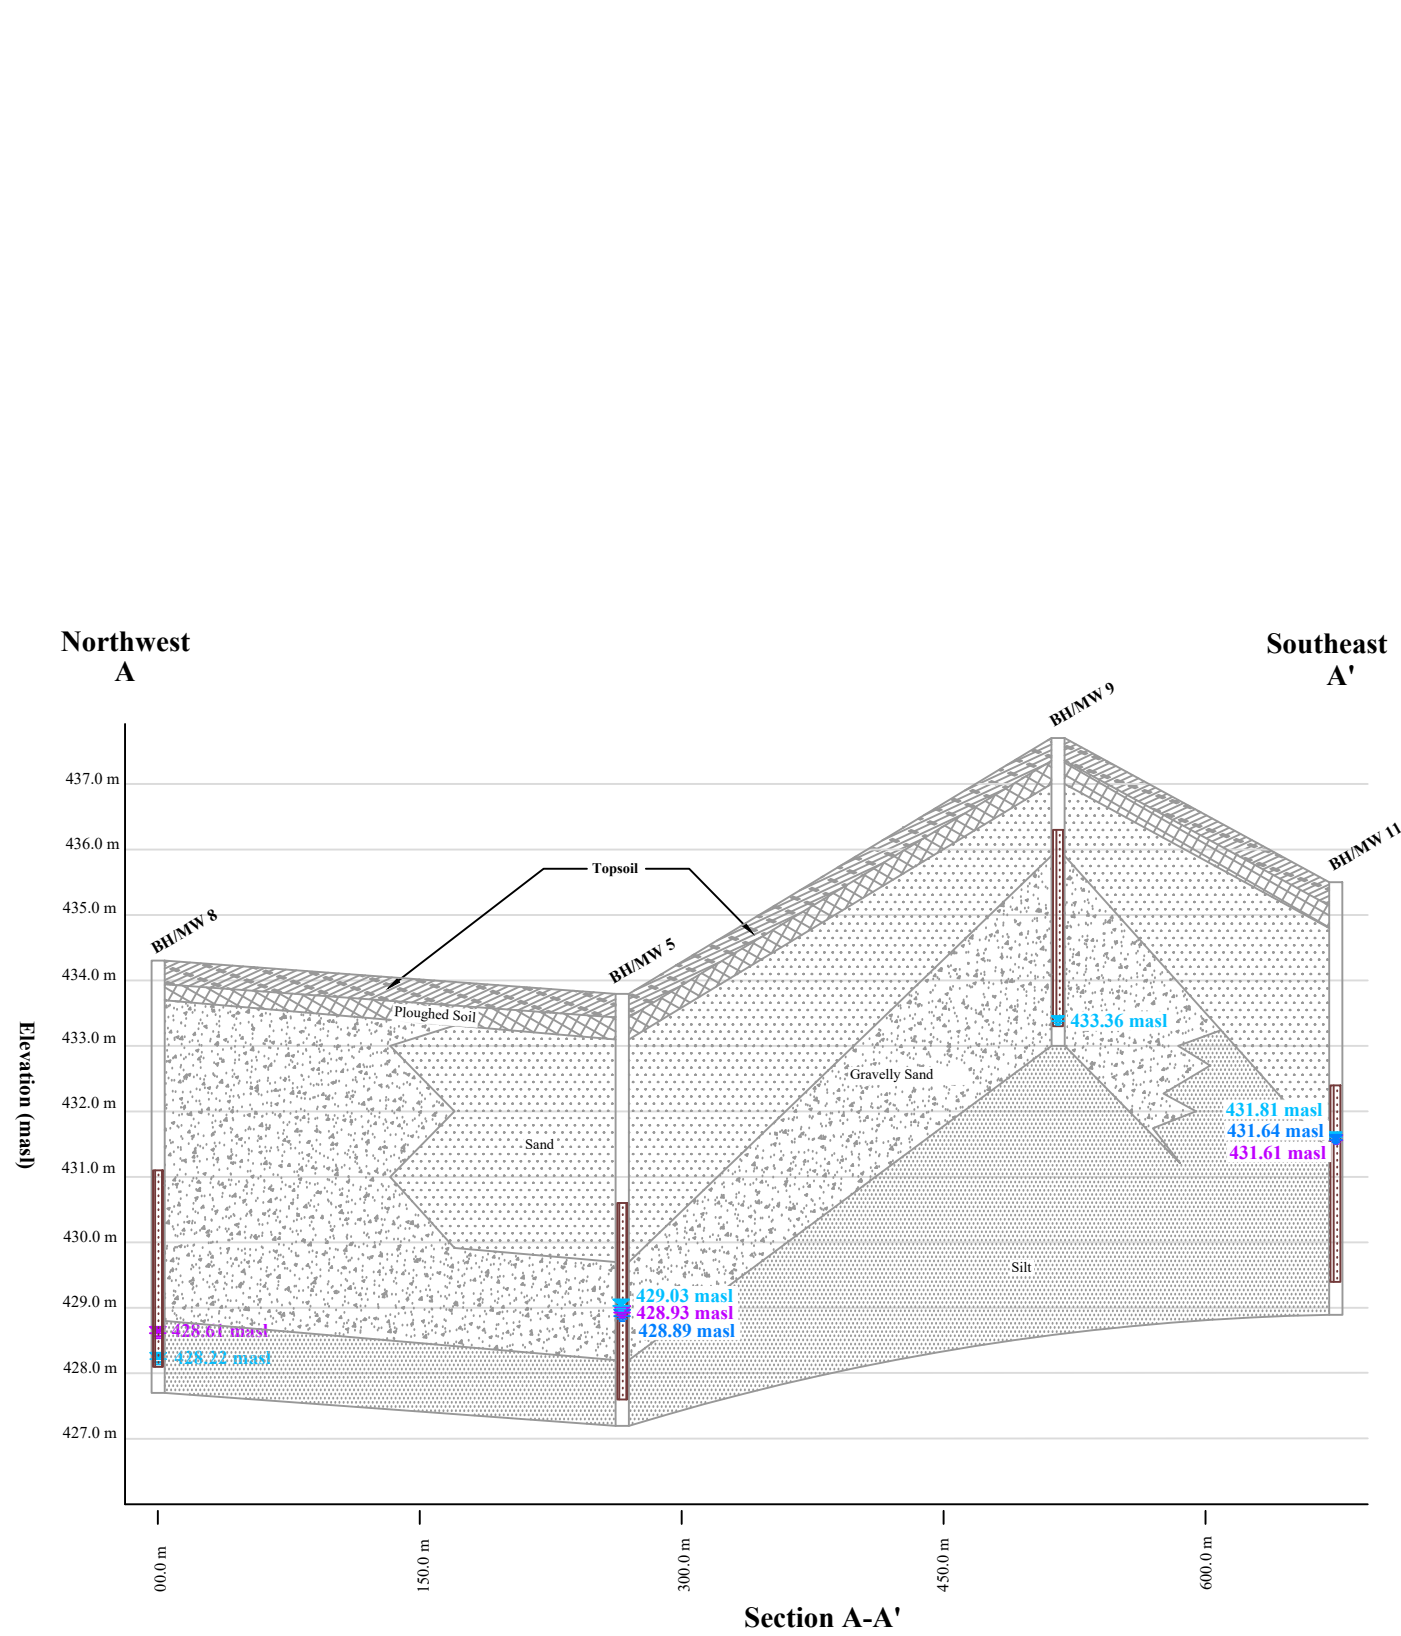 Northwest
A
Southeast
A'
BH/MW 9
437.0 m
436.0 m
BH/MW 11
Topsoil
435.0 m
BH/MW 8
BH/MW 5
434.0 m
Ploughed Soil
433.36 masl
433.0 m
Gravelly Sand
432.0 m
431.81 masl
431.64 masl
431.61 masl
Sand
431.0 m
430.0 m
Silt
429.0 m
429.03 masl
428.93 masl
428.89 masl
428.61 masl
428.22 masl
428.0 m
427.0 m
Elevation (masl)
00.0 m
150.0 m
300.0 m
450.0 m
600.0 m
Section A-A'